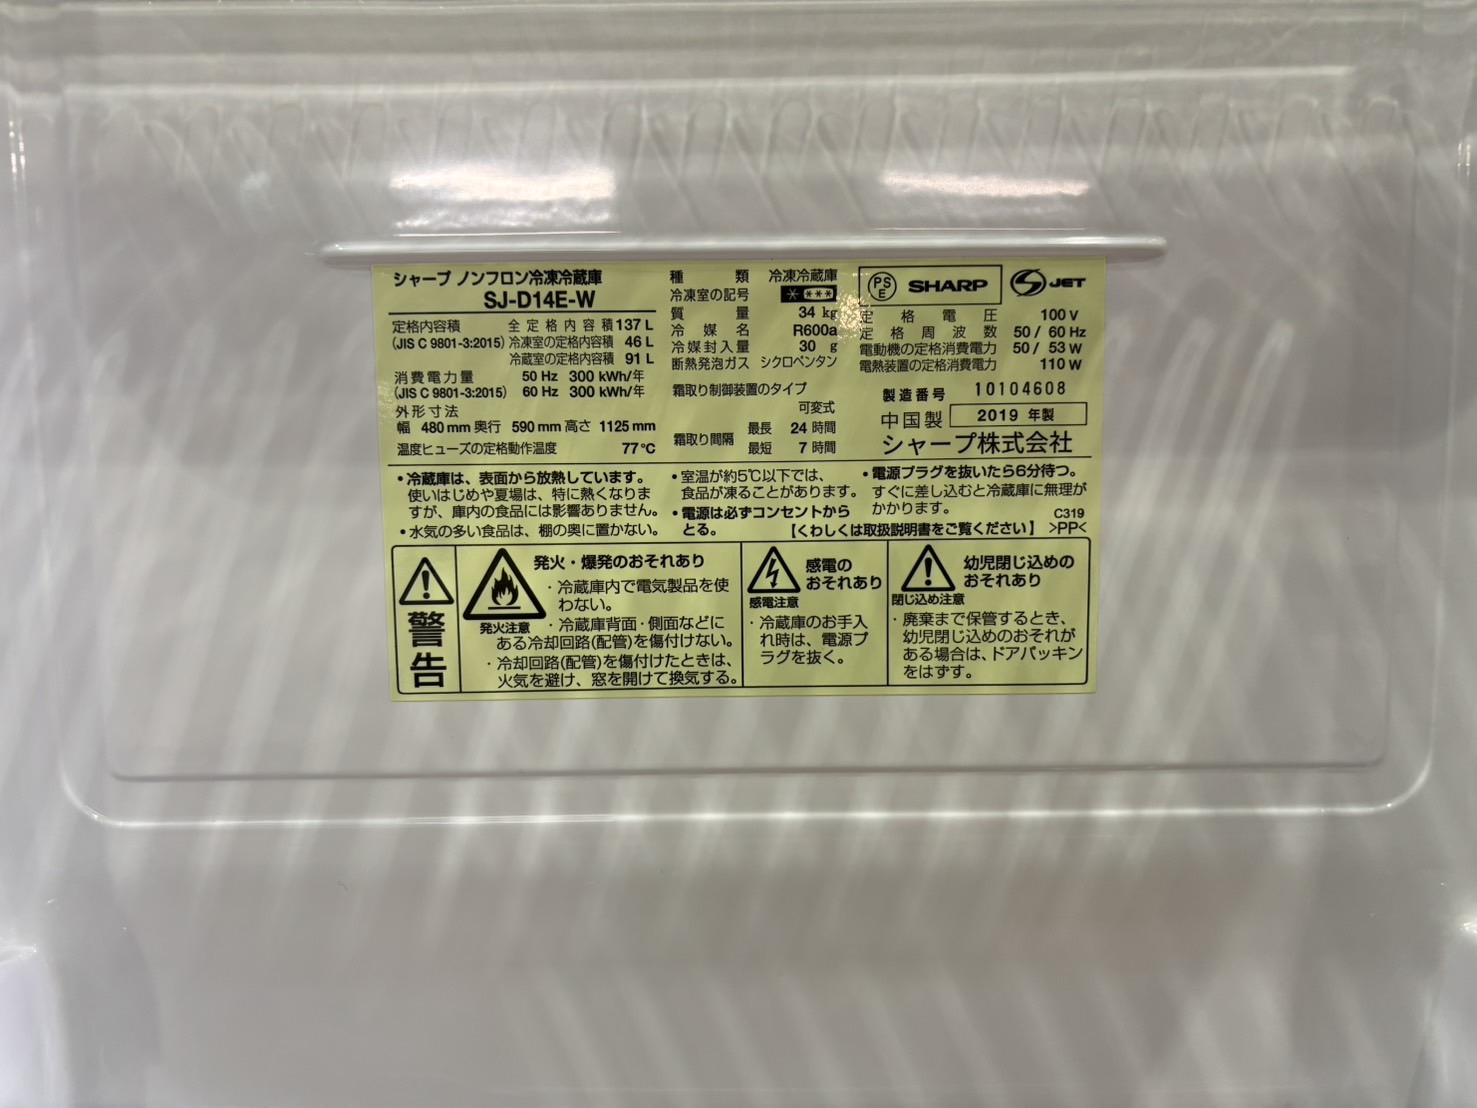 シャープ ノンフロン冷凍冷蔵庫
SJ-D14E-W
定格内容積 全定格内容積 137 L
(JIS C 9801-3:2015) 冷凍室の定格内容積 46 L
冷蔵室の定格内容積 91 L
消費電力量 50 Hz 300 kWh/年
(JIS C 9801-3:2015) 60 Hz 300 kWh/年
外形寸法
幅 480 mm 奥行 590 mm 高さ 1125 mm
温度ヒューズの定格動作温度 77℃
種類 冷凍冷蔵庫
冷凍室の記号 * ***
質量 34 kg
冷媒名 R600a
冷媒封入量 30 g
断熱発泡ガス シクロペンタン
霜取り制御装置のタイプ
可変式
霜取り間隔 最長 24 時間
最短 7 時間
PSE SHARP JET
定格電圧 100 V
定格周波数 50 / 60 Hz
電動機の定格消費電力 50 / 53 W
電熱装置の定格消費電力 110 W
製造番号 10104608
中国製 2019 年製
シャープ株式会社
・冷蔵庫は、表面から放熱しています。
使いはじめや夏場は、特に熱くなりま
すが、庫内の食品には影響ありません。
・水気の多い食品は、棚の奥に置かない。
・室温が約5℃以下では、
食品が凍ることがあります。
・電源は必ずコンセントから
とる。
・電源プラグを抜いたら6分待つ。
すぐに差し込むと冷蔵庫に無理が
かかります。
C319
【くわしくは取扱説明書をご覧ください】 >PP<
警告
発火注意
発火・爆発のおそれあり
・冷蔵庫内で電気製品を使
わない。
・冷蔵庫背面・側面などに
ある冷却回路(配管)を傷付けない。
・冷却回路(配管)を傷付けたときは、
火気を避け、窓を開けて換気する。
感電注意
感電の
おそれあり
・冷蔵庫のお手入
れ時は、電源プ
ラグを抜く。
閉じ込め注意
幼児閉じ込めの
おそれあり
・廃棄まで保管するとき、
幼児閉じ込めのおそれが
ある場合は、ドアパッキン
をはずす。